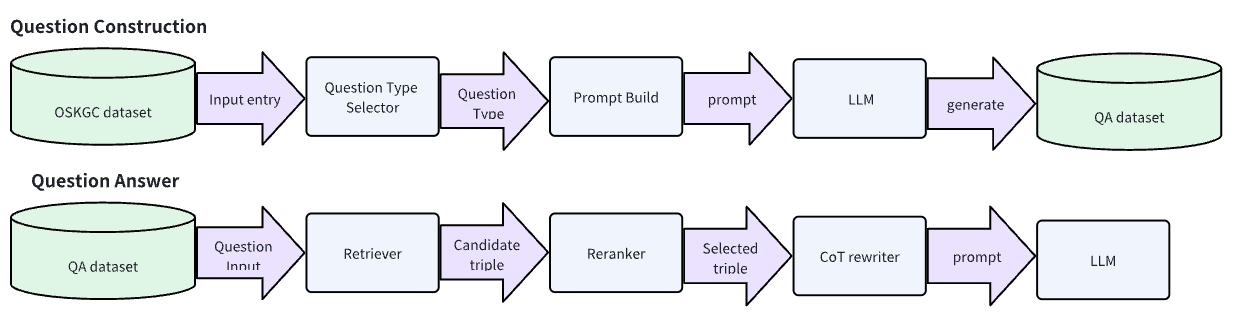 Question Construction
OSKGC dataset
Input entry
Question Type
Selector
Question
Type
Prompt Build
prompt
LLM
generate
QA dataset
Question Answer
QA dataset
Question
Input
Retriever
Candidate
triple
Reranker
Selected
triple
CoT rewriter
prompt
LLM